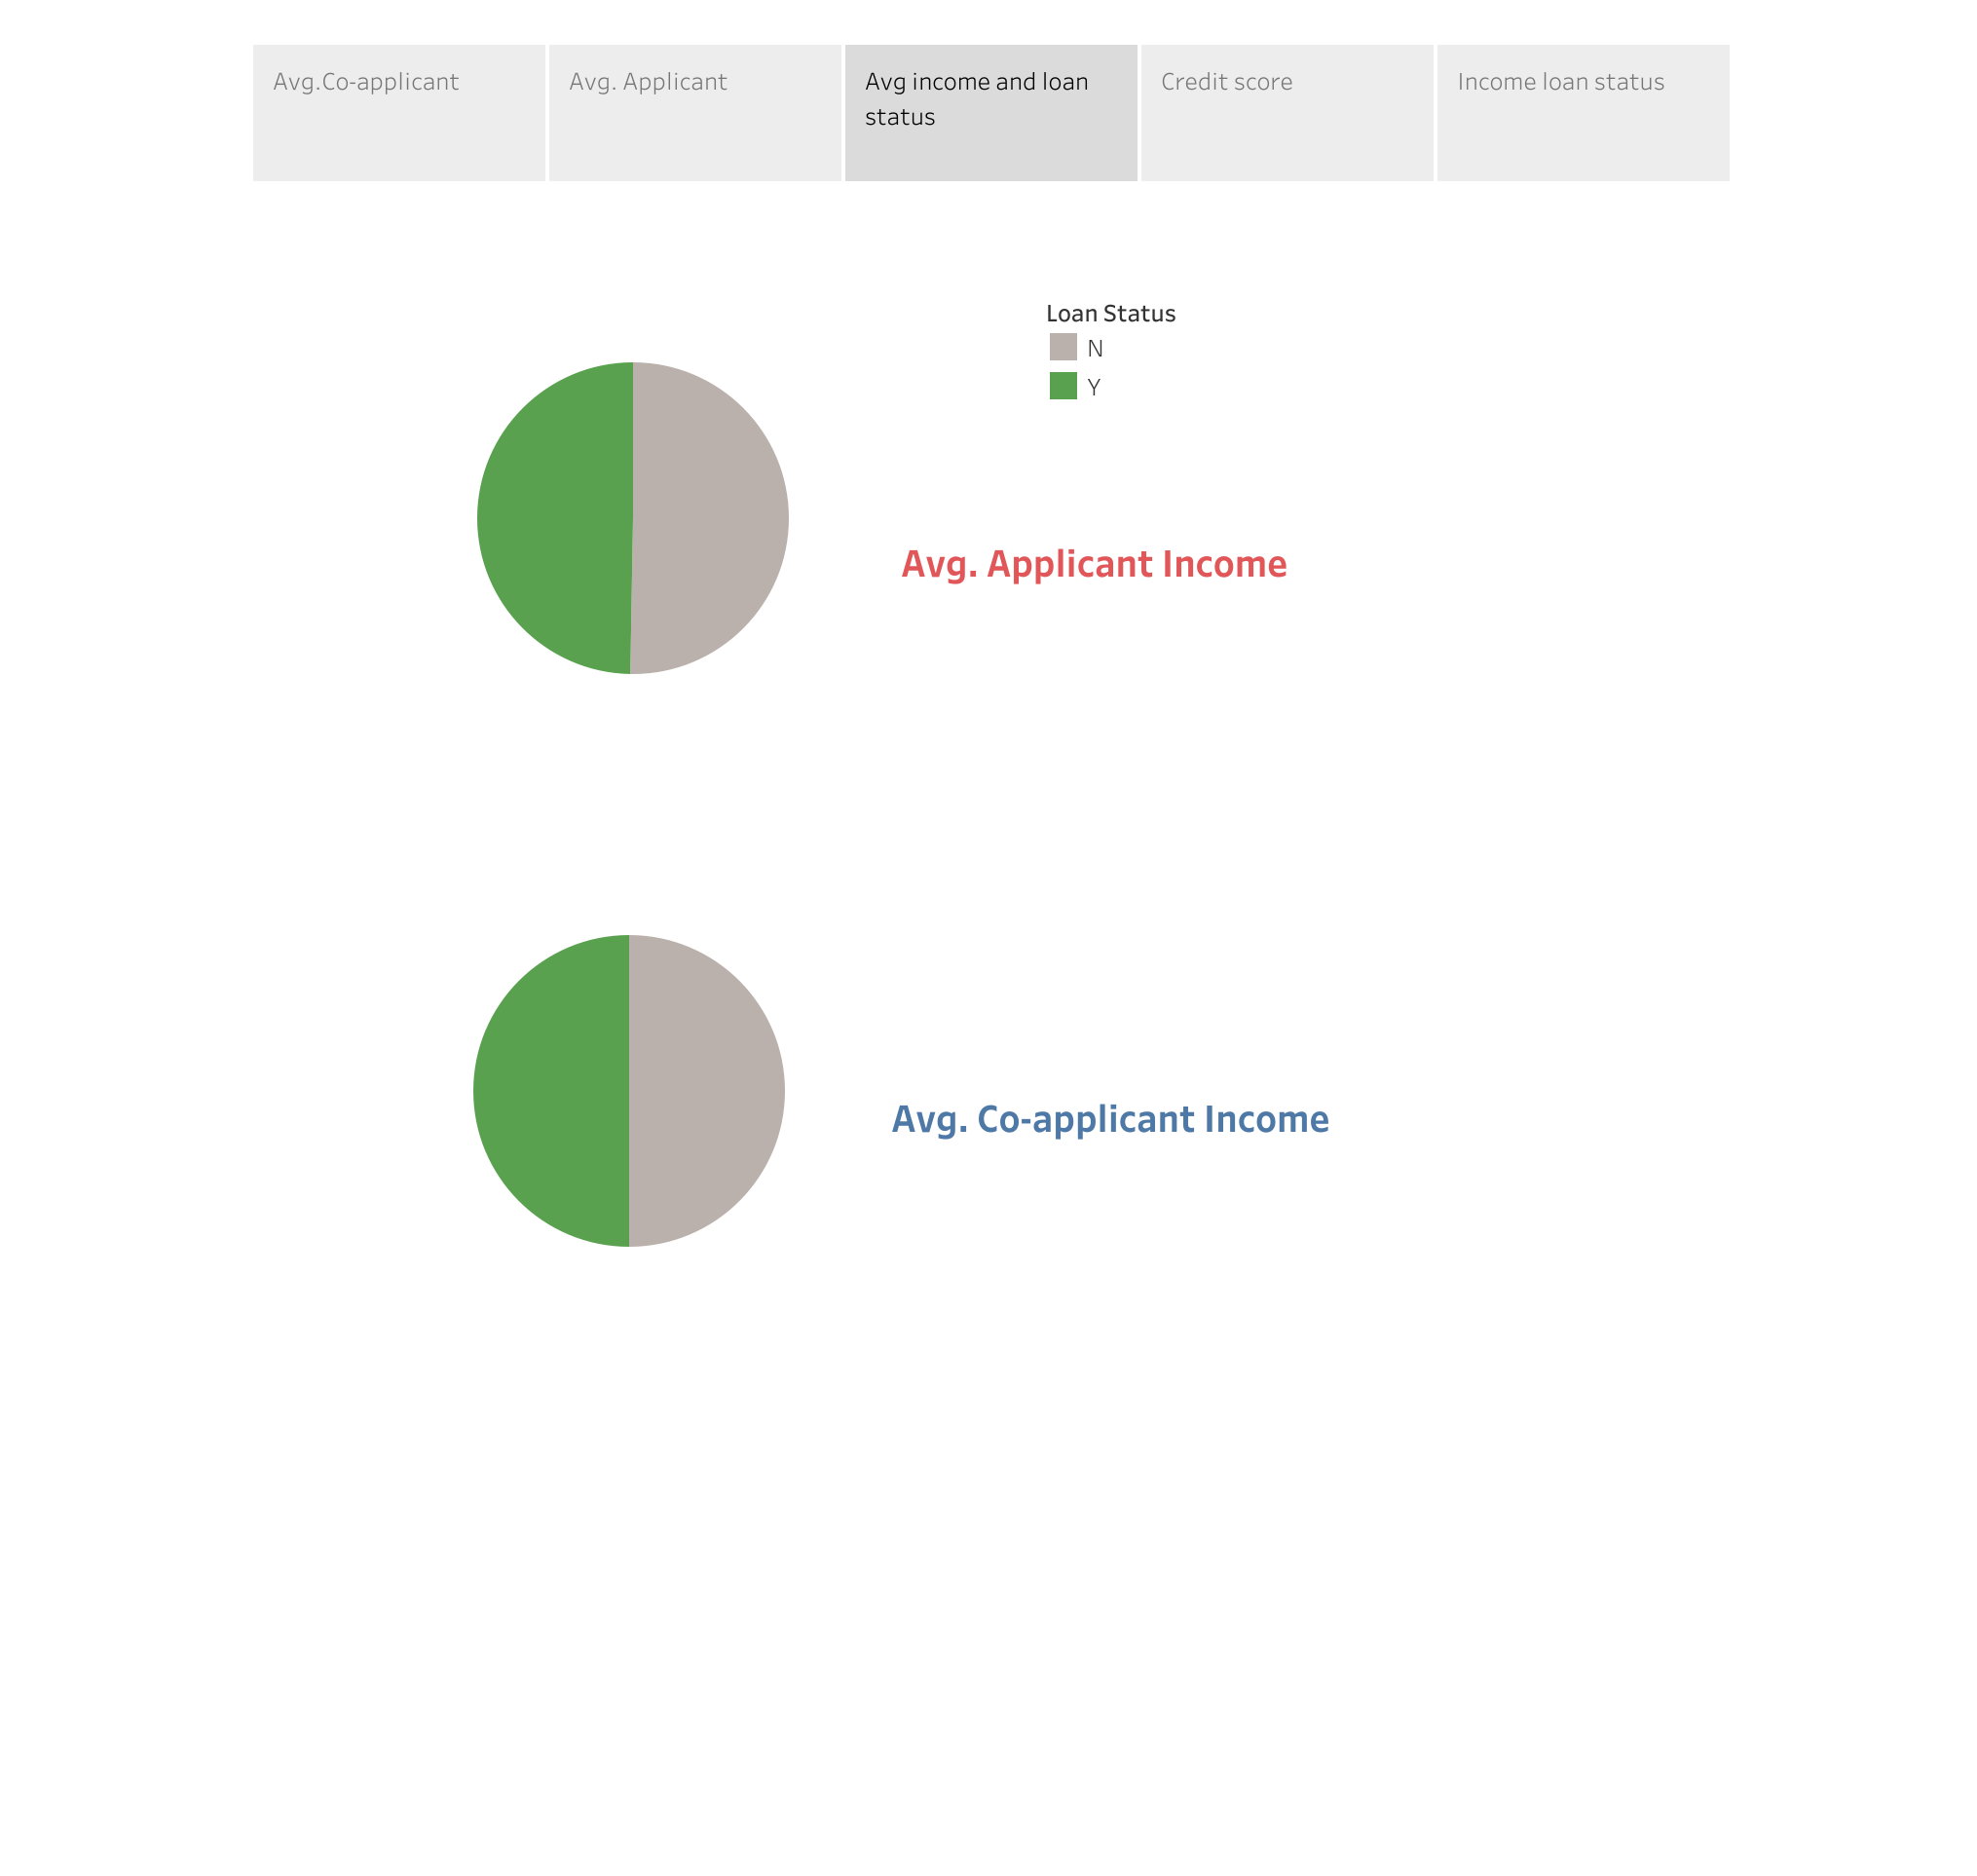 Avg.Co-applicant
Avg. Applicant
Avg income and loan
status
Credit score
Income loan status
Loan Status
N
Y
Avg. Applicant Income
Avg. Co-applicant Income